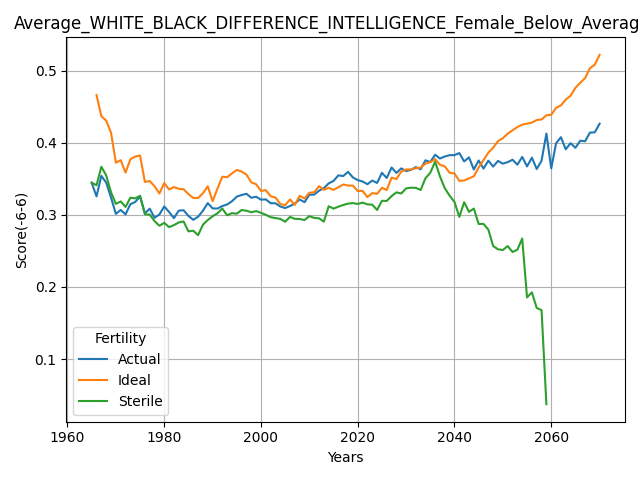 Average_WHITE_BLACK_DIFFERENCE_INTELLIGENCE_Female_Below_Averag
Score(-6-6)
0.5
0.4
0.3
0.2
0.1
Fertility
Actual
Ideal
Sterile
1960 1980 2000 2020 2040 2060
Years